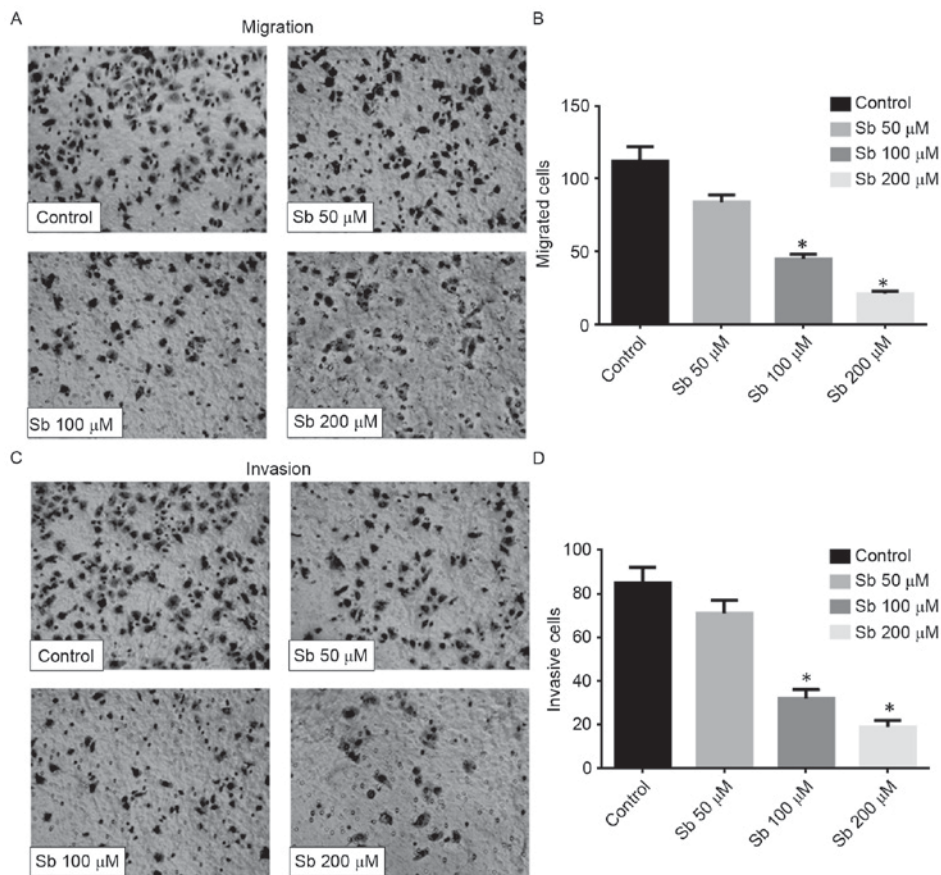 A
Migration
Control
Sb 50 μM
Sb 100 μM
Sb 200 μM
B
150
100
50
0
Migrated cells
Control
Sb 50 μM
Sb 100 μM
Sb 200 μM
Control
Sb 50 μM
Sb 100 μM
Sb 200 μM
*
*
C
Invasion
Control
Sb 50 μM
Sb 100 μM
Sb 200 μM
D
100
80
60
40
20
0
Invasive cells
Control
Sb 50 μM
Sb 100 μM
Sb 200 μM
Control
Sb 50 μM
Sb 100 μM
Sb 200 μM
*
*